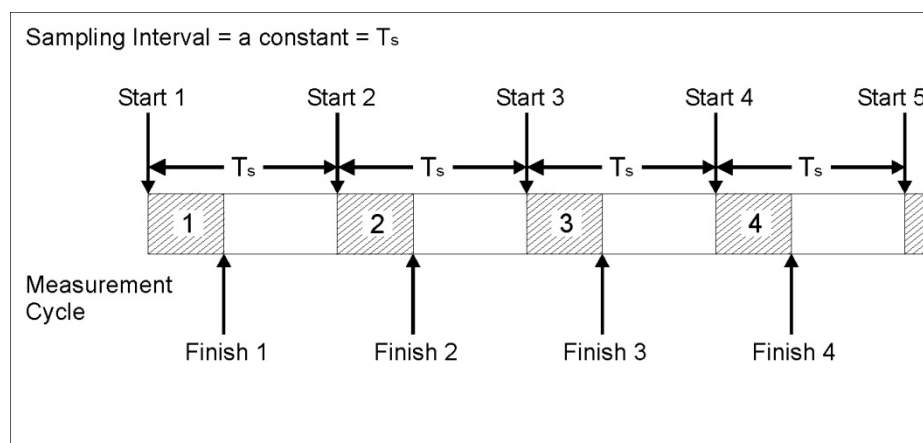 Sampling Interval = a constant = Ts
Start 1 Start 2 Start 3 Start 4 Start 5
Ts Ts Ts Ts
1 2 3 4
Measurement
Cycle
Finish 1 Finish 2 Finish 3 Finish 4